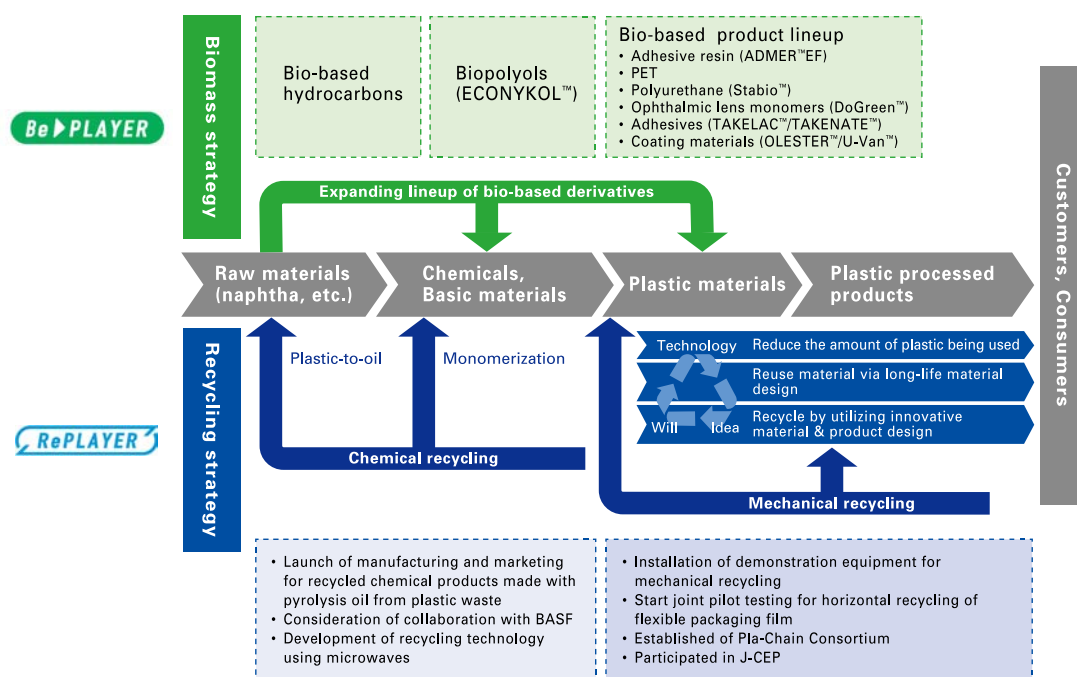 Be PLAYER
Biomass strategy
Bio-based
hydrocarbons
Biopolyols
(ECONYKOL™)
Bio-based product lineup
• Adhesive resin (ADMER™EF)
• PET
• Polyurethane (Stabio™)
• Ophthalmic lens monomers (DoGreen™)
• Adhesives (TAKELAC™/TAKENATE™)
• Coating materials (OLESTER™/U-Van™)
Expanding lineup of bio-based derivatives
Raw materials
(naphtha, etc.)
Chemicals,
Basic materials
Plastic materials
Plastic processed
products
Customers, Consumers
RePLAYER
Recycling strategy
Plastic-to-oil
Monomerization
Chemical recycling
Technology
Will
Idea
Reduce the amount of plastic being used
Reuse material via long-life material
design
Recycle by utilizing innovative
material & product design
Mechanical recycling
• Launch of manufacturing and marketing
for recycled chemical products made with
pyrolysis oil from plastic waste
• Consideration of collaboration with BASF
• Development of recycling technology
using microwaves
• Installation of demonstration equipment for
mechanical recycling
• Start joint pilot testing for horizontal recycling of
flexible packaging film
• Established of Pla-Chain Consortium
• Participated in J-CEP